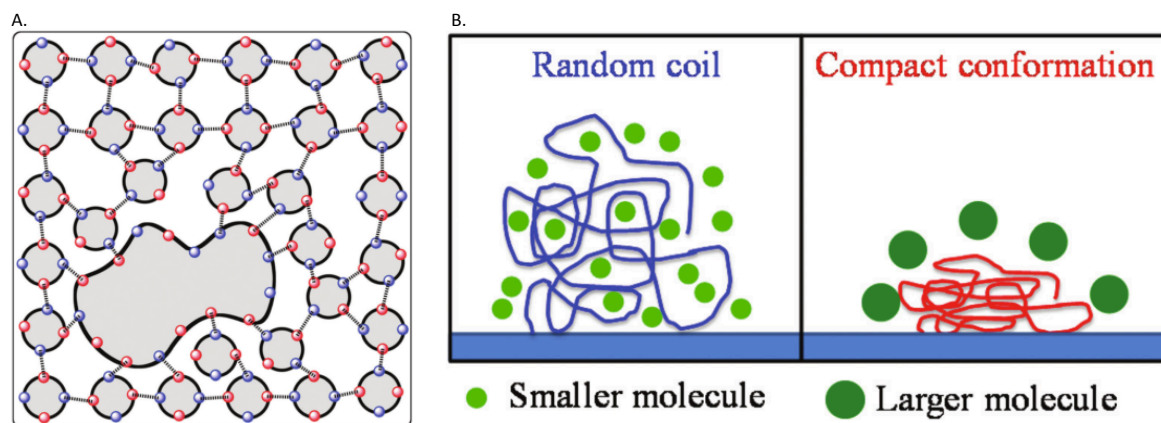 A.
B.
Random coil
Compact conformation
Smaller molecule
Larger molecule